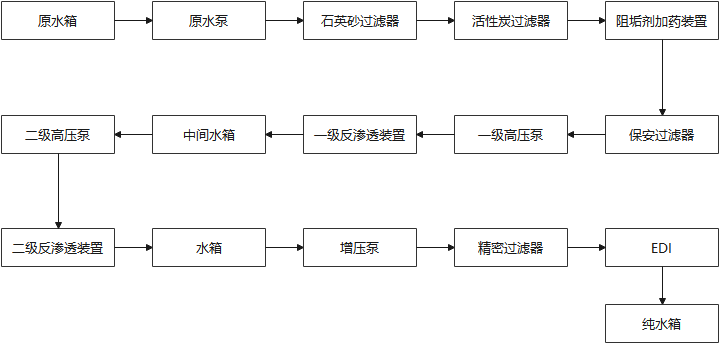 原水箱
原水泵
石英砂过滤器
活性炭过滤器
阻垢剂加药装置
保安过滤器
一级高压泵
一级反渗透装置
中间水箱
二级高压泵
二级反渗透装置
水箱
增压泵
精密过滤器
EDI
纯水箱